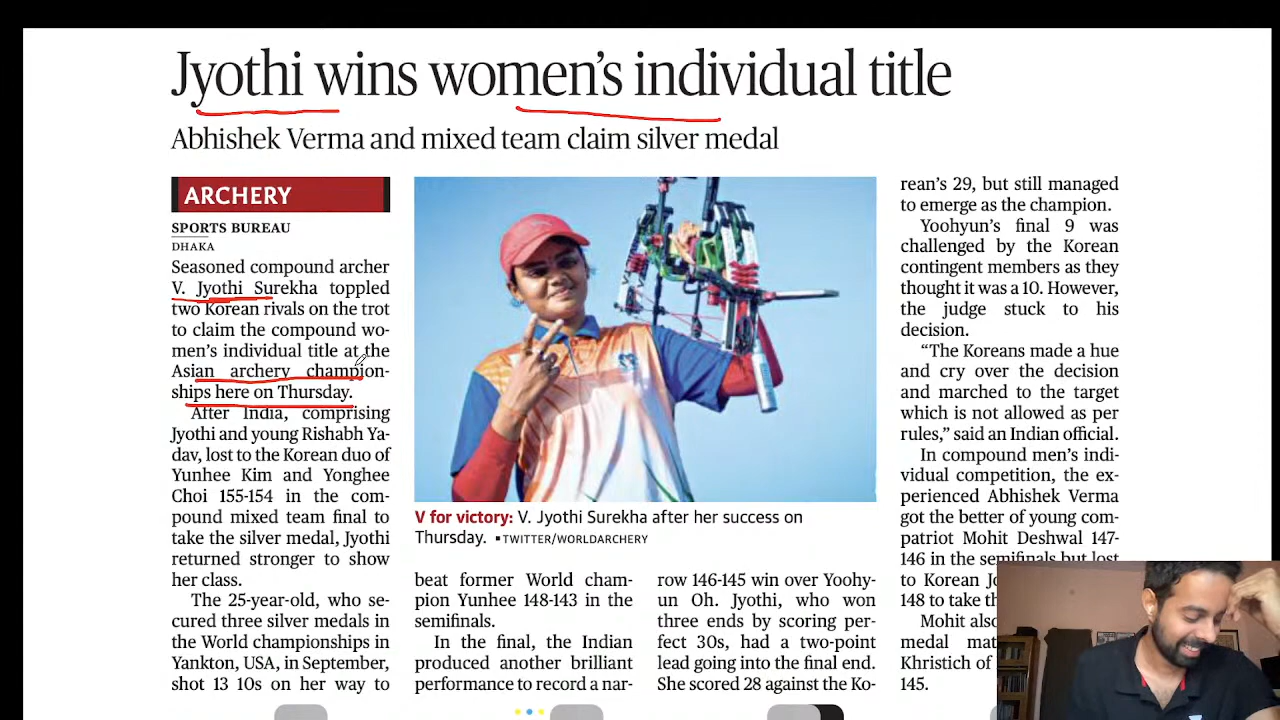 Jyothi wins women's individual title
Abhishek Verma and mixed team claim silver medal
ARCHERY
SPORTS BUREAU
DHAKA
Seasoned compound archer
V. Jyothi Surekha toppled
two Korean rivals on the trot
to claim the compound wo-
men's individual title at the
Asian archery champion-
ships here on Thursday.
After India, comprising
Jyothi and young Rishabh Ya-
dav, lost to the Korean duo of
Yunhee Kim and Yonghee
Choi 155-154 in the com-
pound mixed team final to
take the silver medal, Jyothi
returned stronger to show
her class.
The 25-year-old, who se-
cured three silver medals in
the World championships in
Yankton, USA, in September,
shot 13 10s on her way to
V for victory: V. Jyothi Surekha after her success on
Thursday. ▪TWITTER/WORLDARCHERY
beat former World cham-
pion Yunhee 148-143 in the
semifinals.
In the final, the Indian
produced another brilliant
performance to record a nar-
row 146-145 win over Yoohy-
un Oh. Jyothi, who won
three ends by scoring per-
fect 30s, had a two-point
lead going into the final end.
She scored 28 against the Ko-
rean's 29, but still managed
to emerge as the champion.
Yoohyun's final 9 was
challenged by the Korean
contingent members as they
thought it was a 10. However,
the judge stuck to his
decision.
"The Koreans made a hue
and cry over the decision
and marched to the target
which is not allowed as per
rules," said an Indian official.
In compound men's indi-
vidual competition, the ex-
perienced Abhishek Verma
got the better of young com-
patriot Mohit Deshwal 147-
146 in the semifinals but lost
to Korean
148 to take
Mohit also
medal
Khristich of
145.